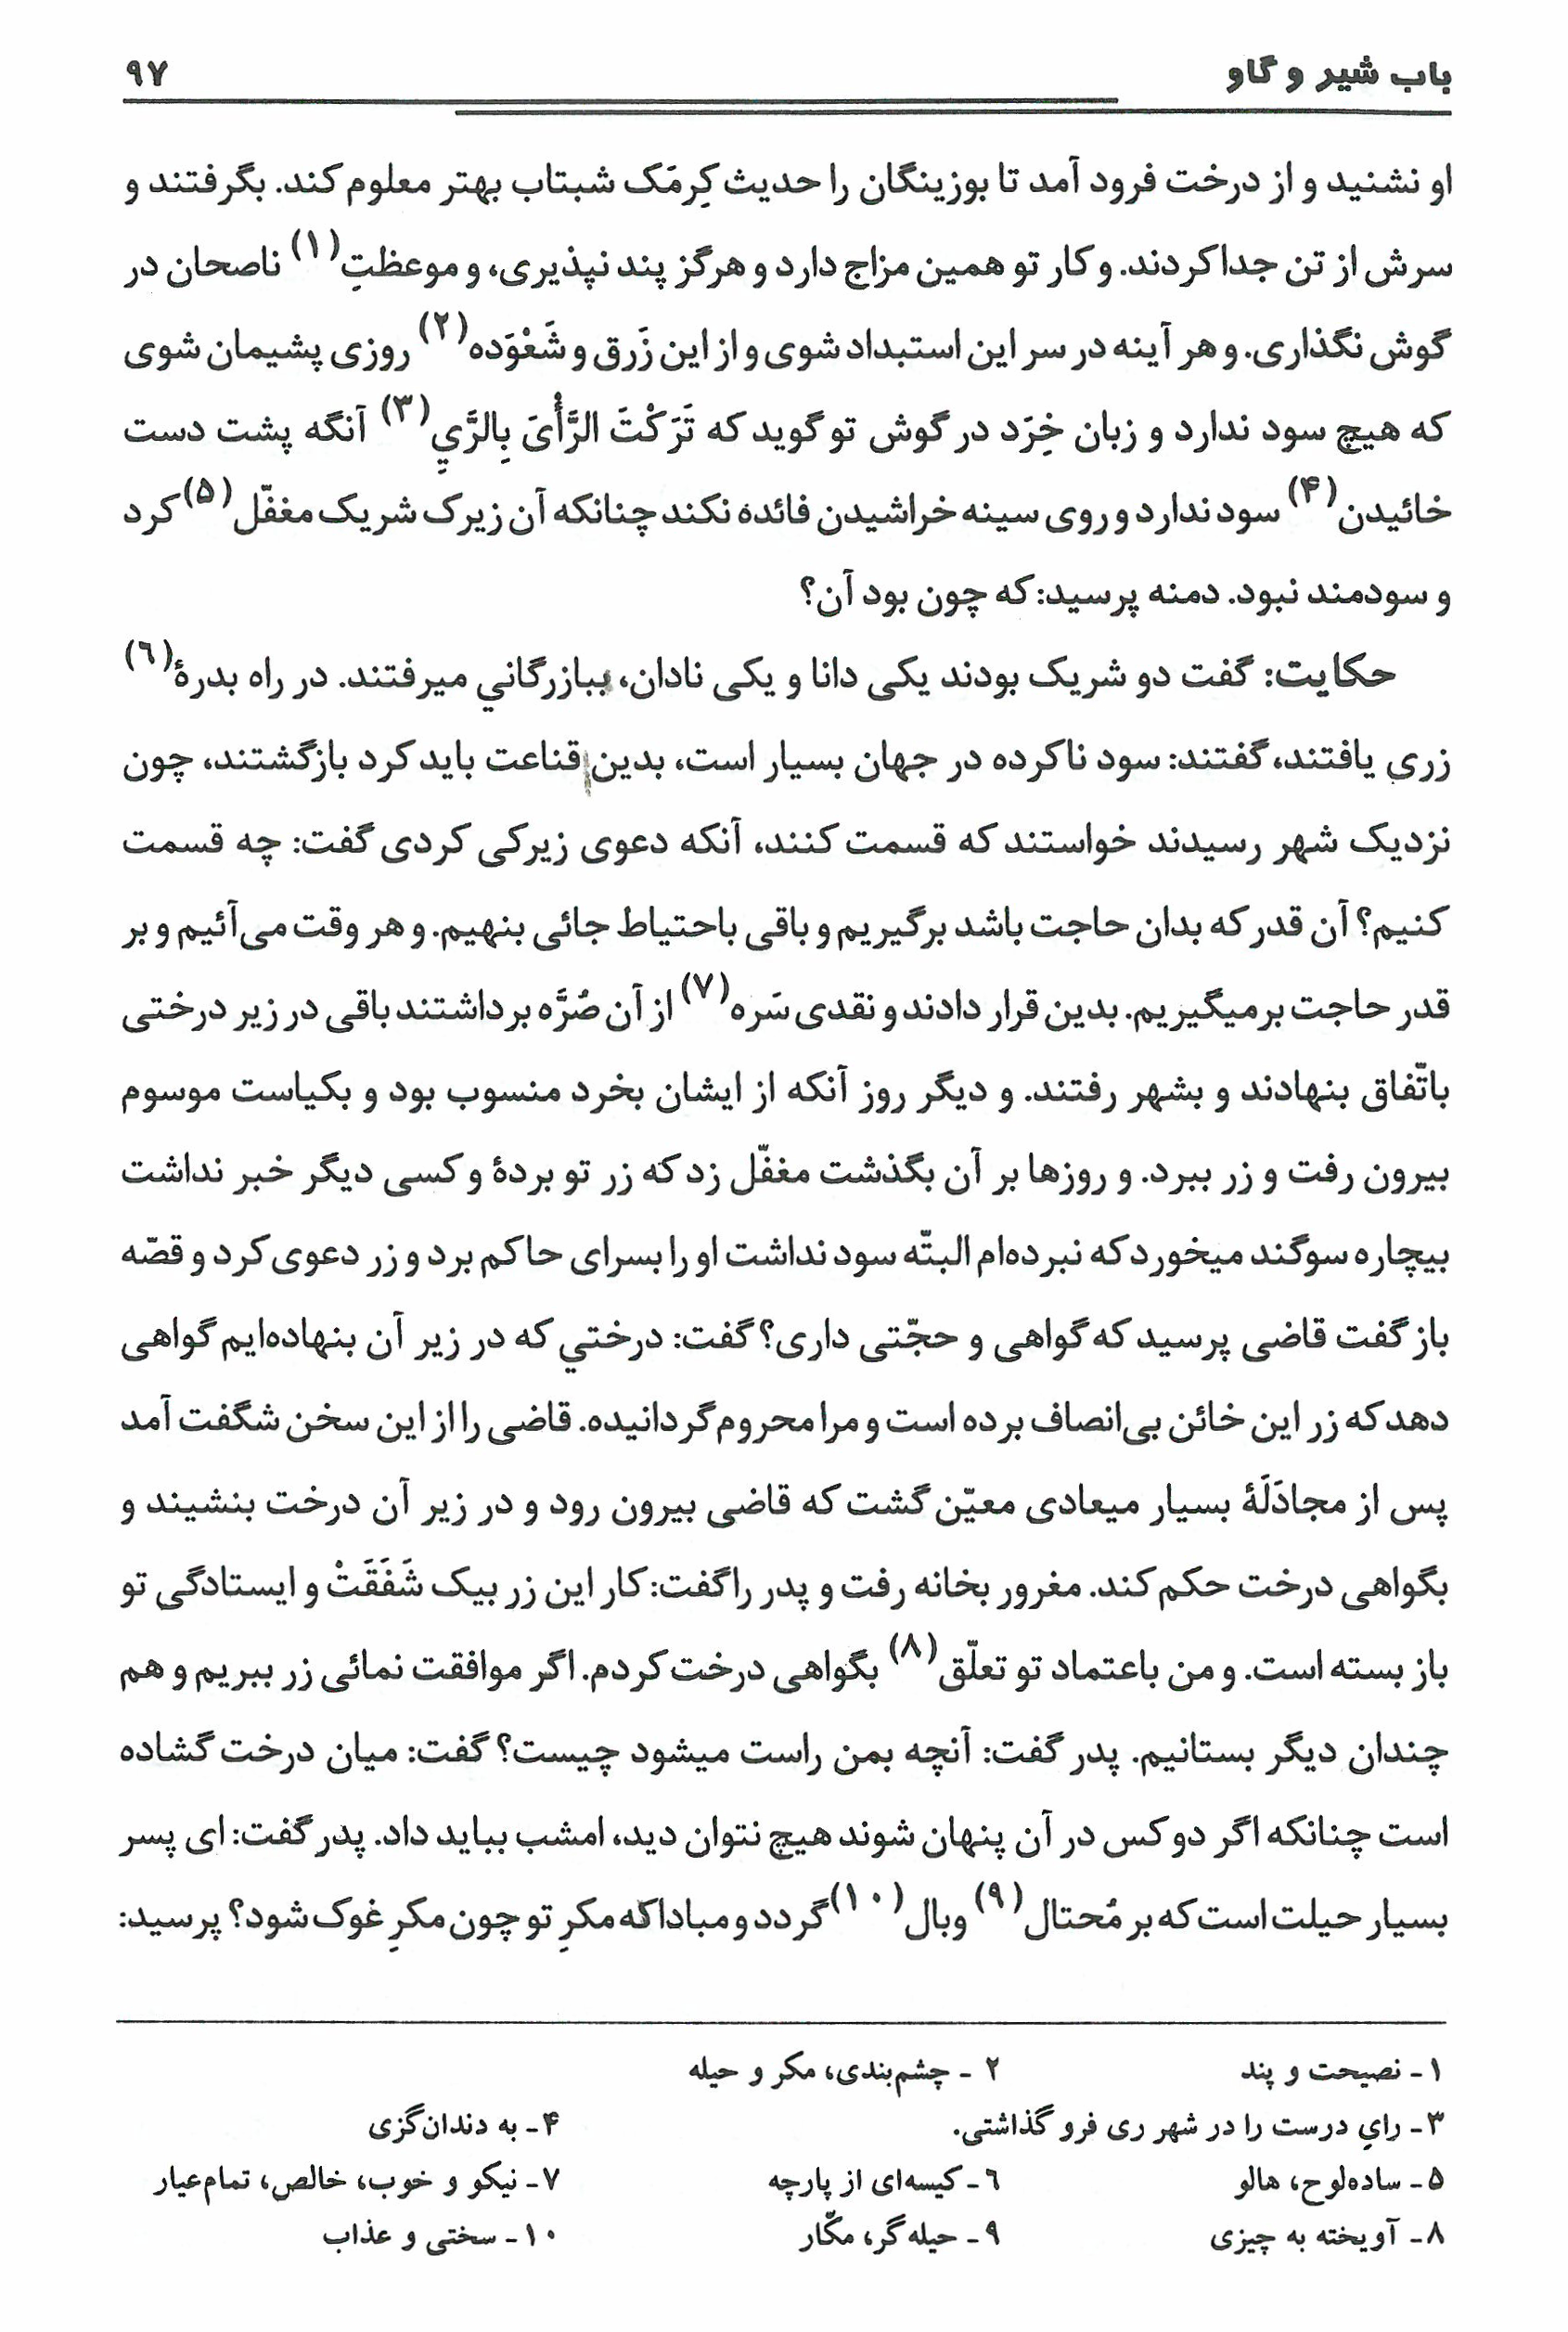 باب شیر و گاو ۹۷
او نشنید و از درخت فرود آمد تا بوزینگان را حدیث کِرمَک شبتاب بهتر معلوم کند. بگرفتند و
سرش از تن جدا کردند. و کار تو همین مزاج دارد و هرگز پند نپذیری، و موعظتِ(۱) ناصحان در
گوش نگذاری. و هر آینه در سر این استبداد شوی و از این زَرق و شَعْوَده(۲) روزی پشیمان شوی
که هیچ سود ندارد و زبان خِرَد در گوش تو گوید که تَرَکْتَ الرَّأْیَ بِالرَّيِ(۳) آنگه پشت دست
خائیدن(۴) سود ندارد و روی سینه خراشیدن فائده نکند چنانکه آن زیرک شریک مغفّل(۵) کرد
و سودمند نبود. دمنه پرسید: که چون بود آن؟
حکایت: گفت دو شریک بودند یکی دانا و یکی نادان، ببازرگاني میرفتند. در راه بدرهٔ(٦)
زری یافتند، گفتند: سود ناکرده در جهان بسیار است، بدین قناعت باید کرد بازگشتند، چون
نزدیک شهر رسیدند خواستند که قسمت کنند، آنکه دعوی زیرکی کردی گفت: چه قسمت
کنیم؟ آن قدر که بدان حاجت باشد برگیریم و باقی باحتیاط جائی بنهیم. و هر وقت می‌آئیم و بر
قدر حاجت برمیگیریم. بدین قرار دادند و نقدی سَره(۷) از آن صُرَّه برداشتند باقی در زیر درختی
باتّفاق بنهادند و بشهر رفتند. و دیگر روز آنکه از ایشان بخرد منسوب بود و بکیاست موسوم
بیرون رفت و زر ببرد. و روزها بر آن بگذشت مغفّل زد که زر تو بردهٔ و کسی دیگر خبر نداشت
بیچاره سوگند میخورد که نبرده‌ام البتّه سود نداشت او را بسرای حاکم برد و زر دعوی کرد و قصّه
باز گفت قاضی پرسید که گواهی و حجّتی داری؟ گفت: درختي که در زیر آن بنهاده‌ایم گواهی
دهد که زر این خائن بی‌انصاف برده است و مرا محروم گردانیده. قاضی را از این سخن شگفت آمد
پس از مجادَلَهٔ بسیار میعادی معیّن گشت که قاضی بیرون رود و در زیر آن درخت بنشیند و
بگواهی درخت حکم کند. مغرور بخانه رفت و پدر را گفت: کار این زر بیک شَفَقَتْ و ایستادگی تو
باز بسته است. و من باعتماد تو تعلّق(۸) بگواهی درخت کردم. اگر موافقت نمائی زر ببریم و هم
چندان دیگر بستانیم. پدر گفت: آنچه بمن راست میشود چیست؟ گفت: میان درخت گشاده
است چنانکه اگر دو کس در آن پنهان شوند هیچ نتوان دید، امشب بباید داد. پدر گفت: ای پسر
بسیار حیلت است که بر مُحتال(۹) وبال(۱۰) گردد و مبادا که مکرِ تو چون مکرِ غوک شود؟ پرسید:
۱- نصیحت و پند ۲ - چشم‌بندی، مکر و حیله
۳- رایِ درست را در شهر ری فرو گذاشتی. ۴- به دندان‌گزی
۵- ساده‌لوح، هالو ٦- کیسه‌ای از پارچه ۷- نیکو و خوب، خالص، تمام‌عیار
۸- آویخته به چیزی ۹- حیله‌گر، مکّار ۱۰- سختی و عذاب